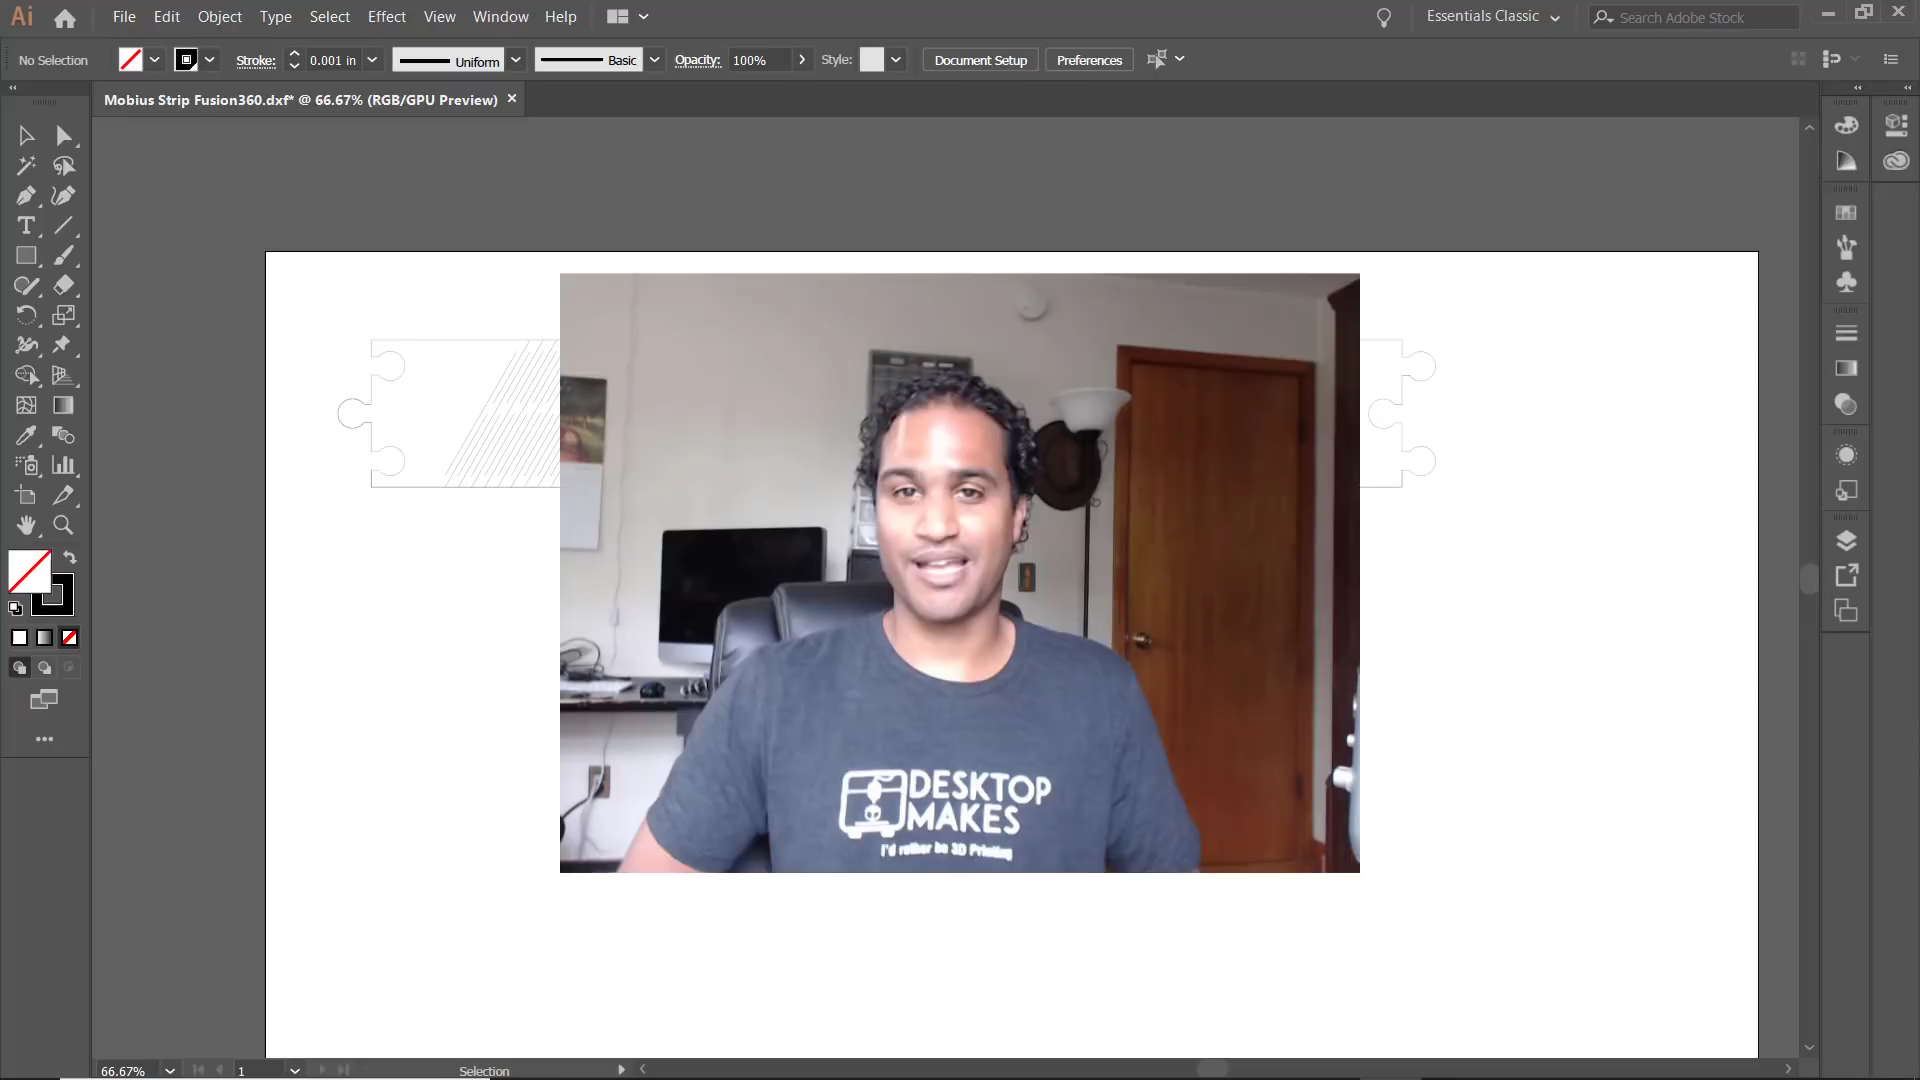 Ai File Edit Object Type Select Effect View Window Help Essentials Classic Search Adobe Stock
No Selection Stroke: 0.001 in Uniform Basic Opacity: 100% Style: Document Setup Preferences
Mobius Strip Fusion360.dxf* @ 66.67% (RGB/GPU Preview)
DESKTOP
MAKES
I'd rather be 3D Printing
66.67% 1 Selection